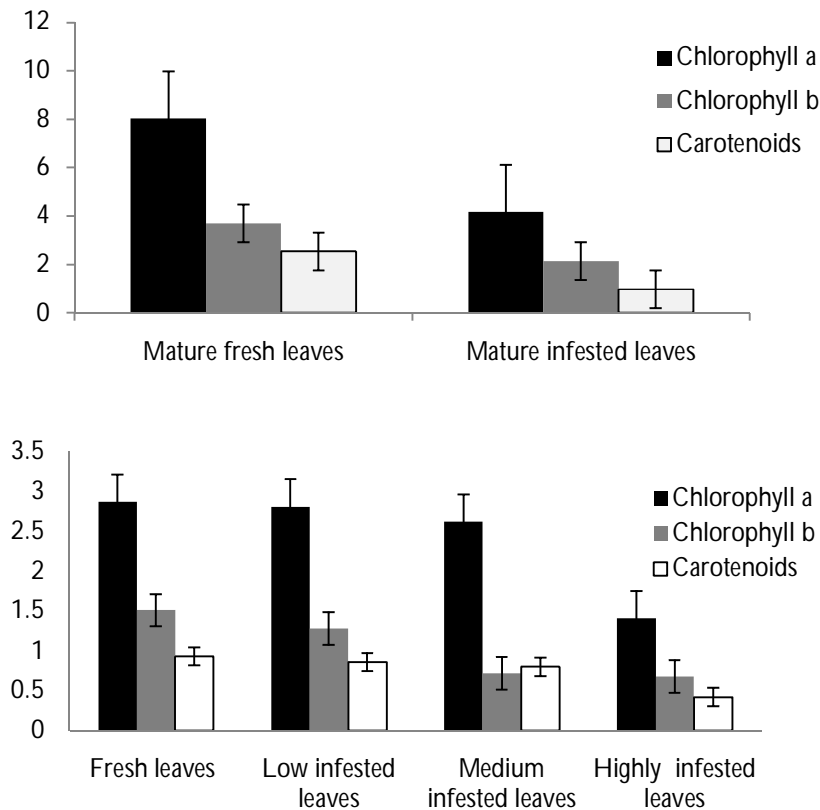 12
10
8
6
4
2
0
Chlorophyll a
Chlorophyll b
Carotenoids
Mature fresh leaves
Mature infested leaves
3.5
3
2.5
2
1.5
1
0.5
0
Chlorophyll a
Chlorophyll b
Carotenoids
Fresh leaves
Low infested
leaves
Medium
infested leaves
Highly infested
leaves